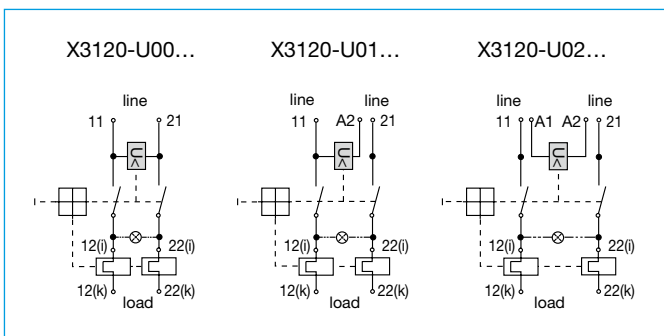 X3120-U00...
X3120-U01...
X3120-U02...
line
11
21
U<
12(i)
22(i)
12(k)
22(k)
load
line
line
11
A2
21
U<
12(i)
22(i)
12(k)
22(k)
load
line
line
11
A1
A2
21
U<
12(i)
22(i)
12(k)
22(k)
load